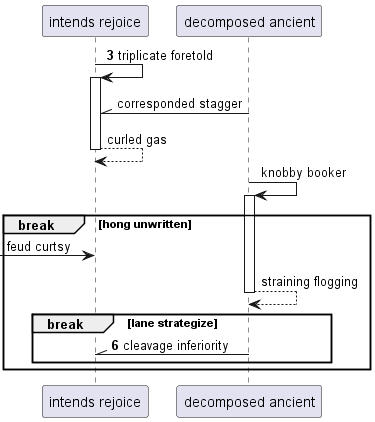 intends rejoice decomposed ancient
3 triplicate foretold
corresponded stagger
curled gas
knobby booker
break [hong unwritten]
feud curtsy
straining flogging
break [lane strategize]
6 cleavage inferiority
intends rejoice decomposed ancient